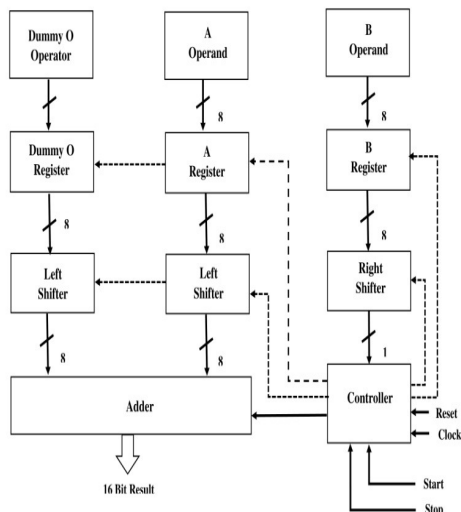 Dummy O
Operator
A
Operand
B
Operand
8
8
Dummy O
Register
A
Register
B
Register
8
8
8
Left
Shifter
Left
Shifter
Right
Shifter
8
8
1
Adder
Controller
Reset
Clock
16 Bit Result
Start
Stop